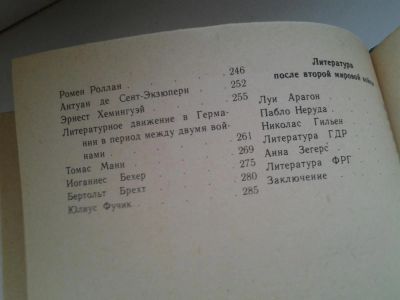 Ромен Роллан . . . . . . . 246
Антуан де Сент-Экзюпери . . . 252
Эрнест Хемингуэй . . . . . . 255
Литературное движение в Герма-
нии в период между двумя вой-
нами . . . . . . . . . 261
Томас Манн . . . . . . . 269
Иоганнес Бехер . . . . . . 275
Бертольт Брехт . . . . . . 280
Юлиус Фучик . . . . . . . 285
Литература
после второй мировой
Луи Арагон . . .
Пабло Неруда . . .
Николас Гильен . . .
Литература ГДР . . .
Анна Зегерс . . .
Литература ФРГ . . .
Заключение . . .